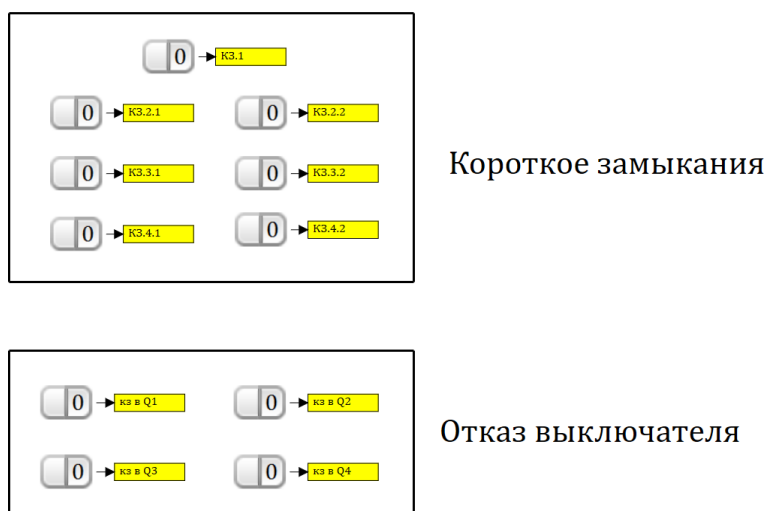 0 КЗ.1
0 КЗ.2.1 0 КЗ.2.2
0 КЗ.3.1 0 КЗ.3.2
0 КЗ.4.1 0 КЗ.4.2
Короткое замыкания
0 кз в Q1 0 кз в Q2
Отказ выключателя
0 кз в Q3 0 кз в Q4